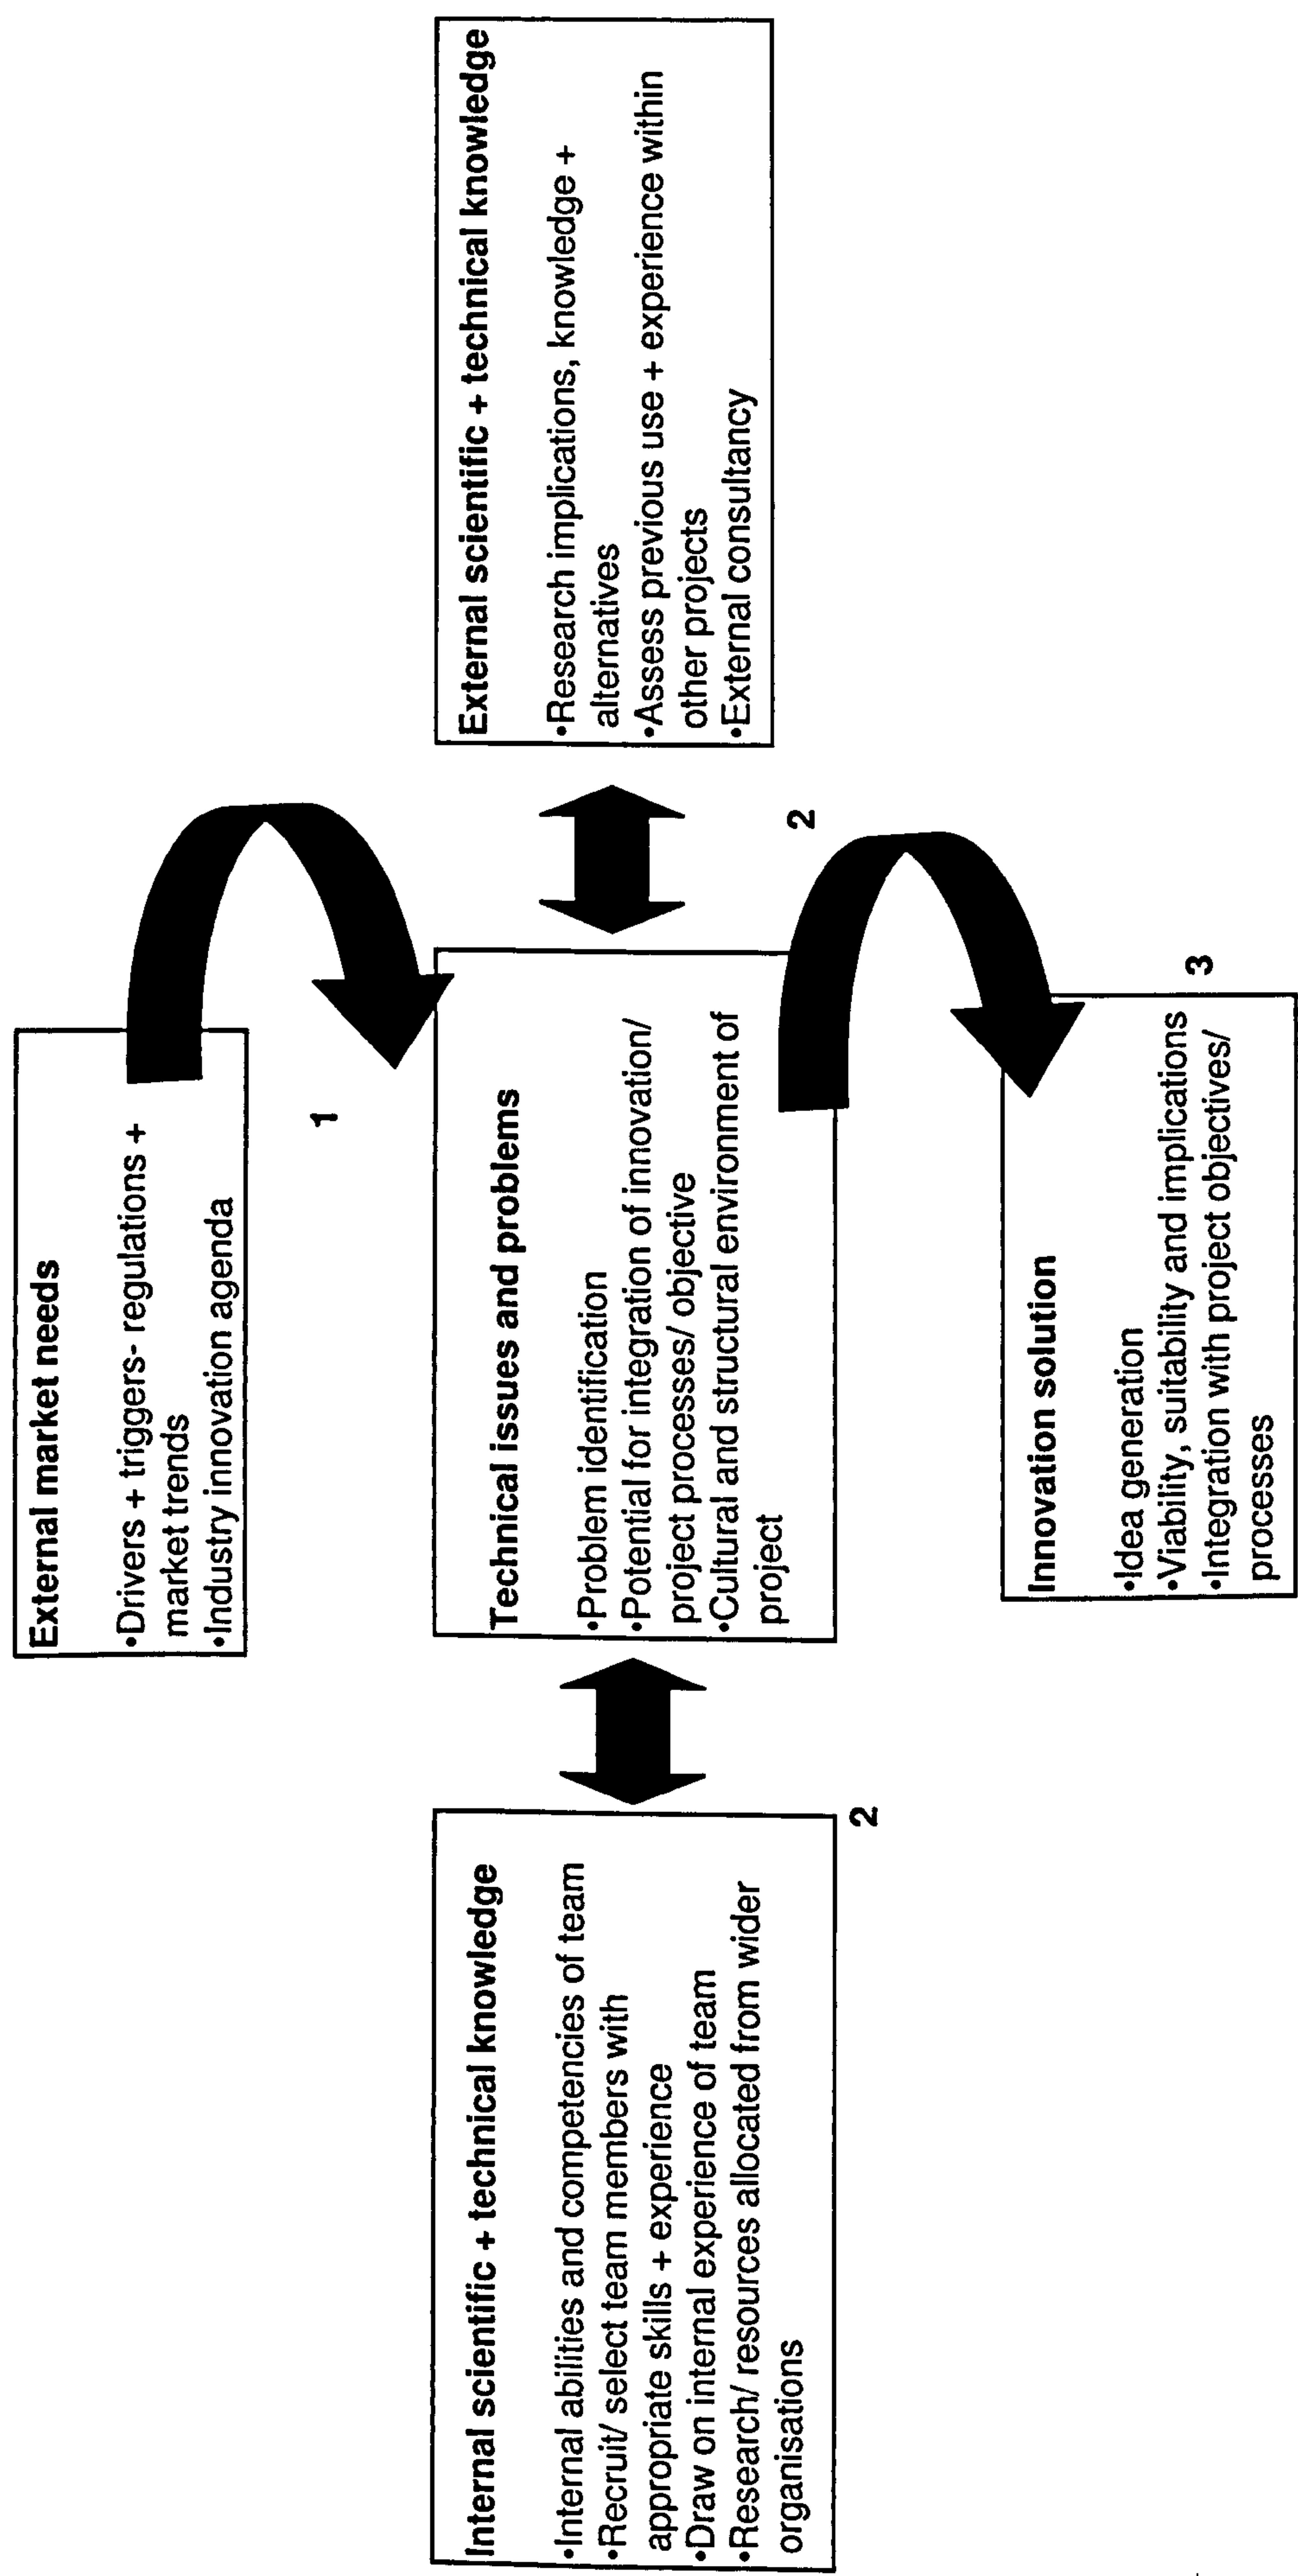 External market needs
•Drivers + triggers- regulations +
market trends
•Industry innovation agenda
1
Internal scientific + technical knowledge
•Internal abilities and competencies of team
•Recruit/ select team members with
appropriate skills + experience
•Draw on internal experience of team
•Research/ resources allocated from wider
organisations
2
Technical issues and problems
•Problem identification
•Potential for integration of innovation/
project processes/ objective
•Cultural and structural environment of
project
External scientific + technical knowledge
•Research implications, knowledge +
alternatives
•Assess previous use + experience within
other projects
•External consultancy
2
Innovation solution
•Idea generation
•Viability, suitability and implications
•Integration with project objectives/
processes
3